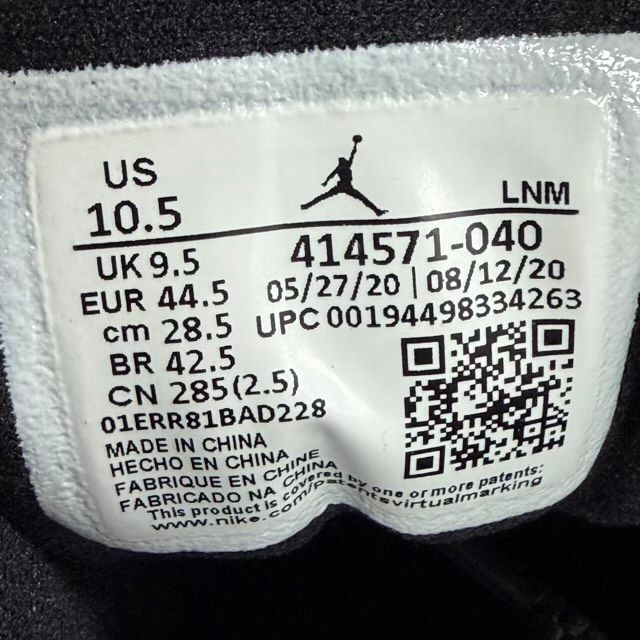 US
10.5
LNM
UK 9.5
EUR 44.5
cm 28.5
BR 42.5
CN 285(2.5)
01ERR81BAD228
414571-040
05/27/20 | 08/12/20
UPC 00194498334263
MADE IN CHINA
HECHO EN CHINA
FABRIQUE EN CHINE
FABRICADO NA CHINA
This product is covered by one or more patents:
www.nike.com/patents-virtualmarking